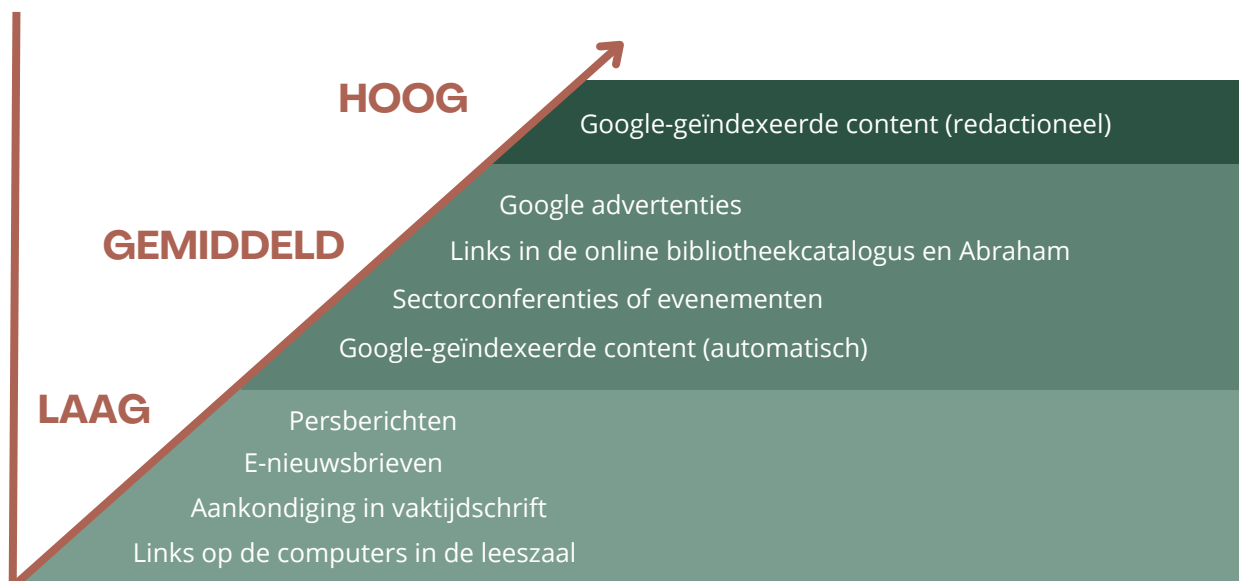 HOOG
Google-geïndexeerde content (redactioneel)
GEMIDDELD
Google advertenties
Links in de online bibliotheekcatalogus en Abraham
Sectorconferenties of evenementen
Google-geïndexeerde content (automatisch)
LAAG
Persberichten
E-nieuwsbrieven
Aankondiging in vaktijdschrift
Links op de computers in de leeszaal